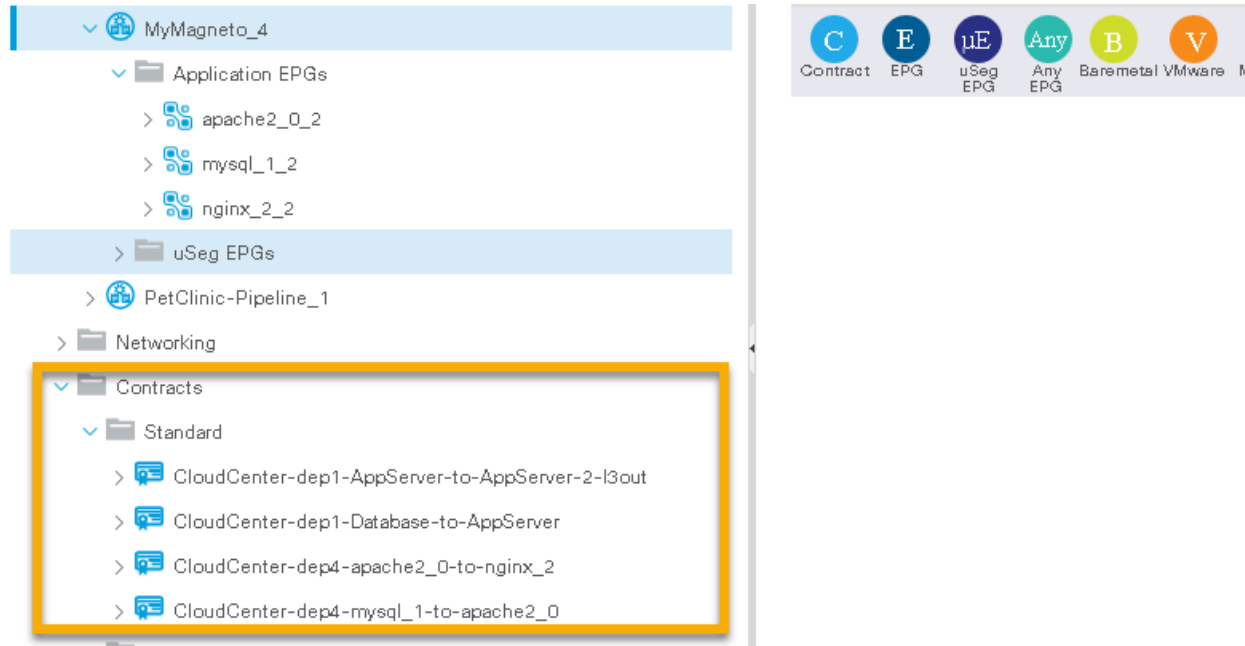 MyMagneto_4
Application EPGs
apache2_0_2
mysql_1_2
nginx_2_2
uSeg EPGs
PetClinic-Pipeline_1
Networking
Contracts
Standard
CloudCenter-dep1-AppServer-to-AppServer-2-l3out
CloudCenter-dep1-Database-to-AppServer
CloudCenter-dep4-apache2_0-to-nginx_2
CloudCenter-dep4-mysql_1-to-apache2_0
C E µE Any B V
Contract EPG uSeg Any Baremetal VMware
EPG EPG